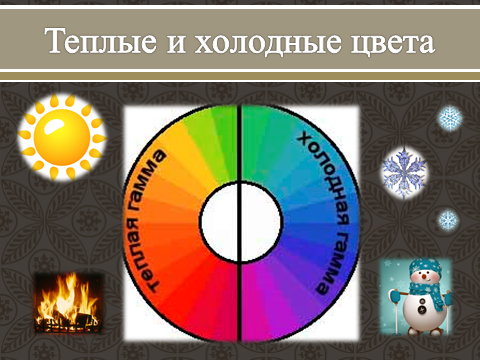 Теплые и холодные цвета
теплая гамма
холодная гамма